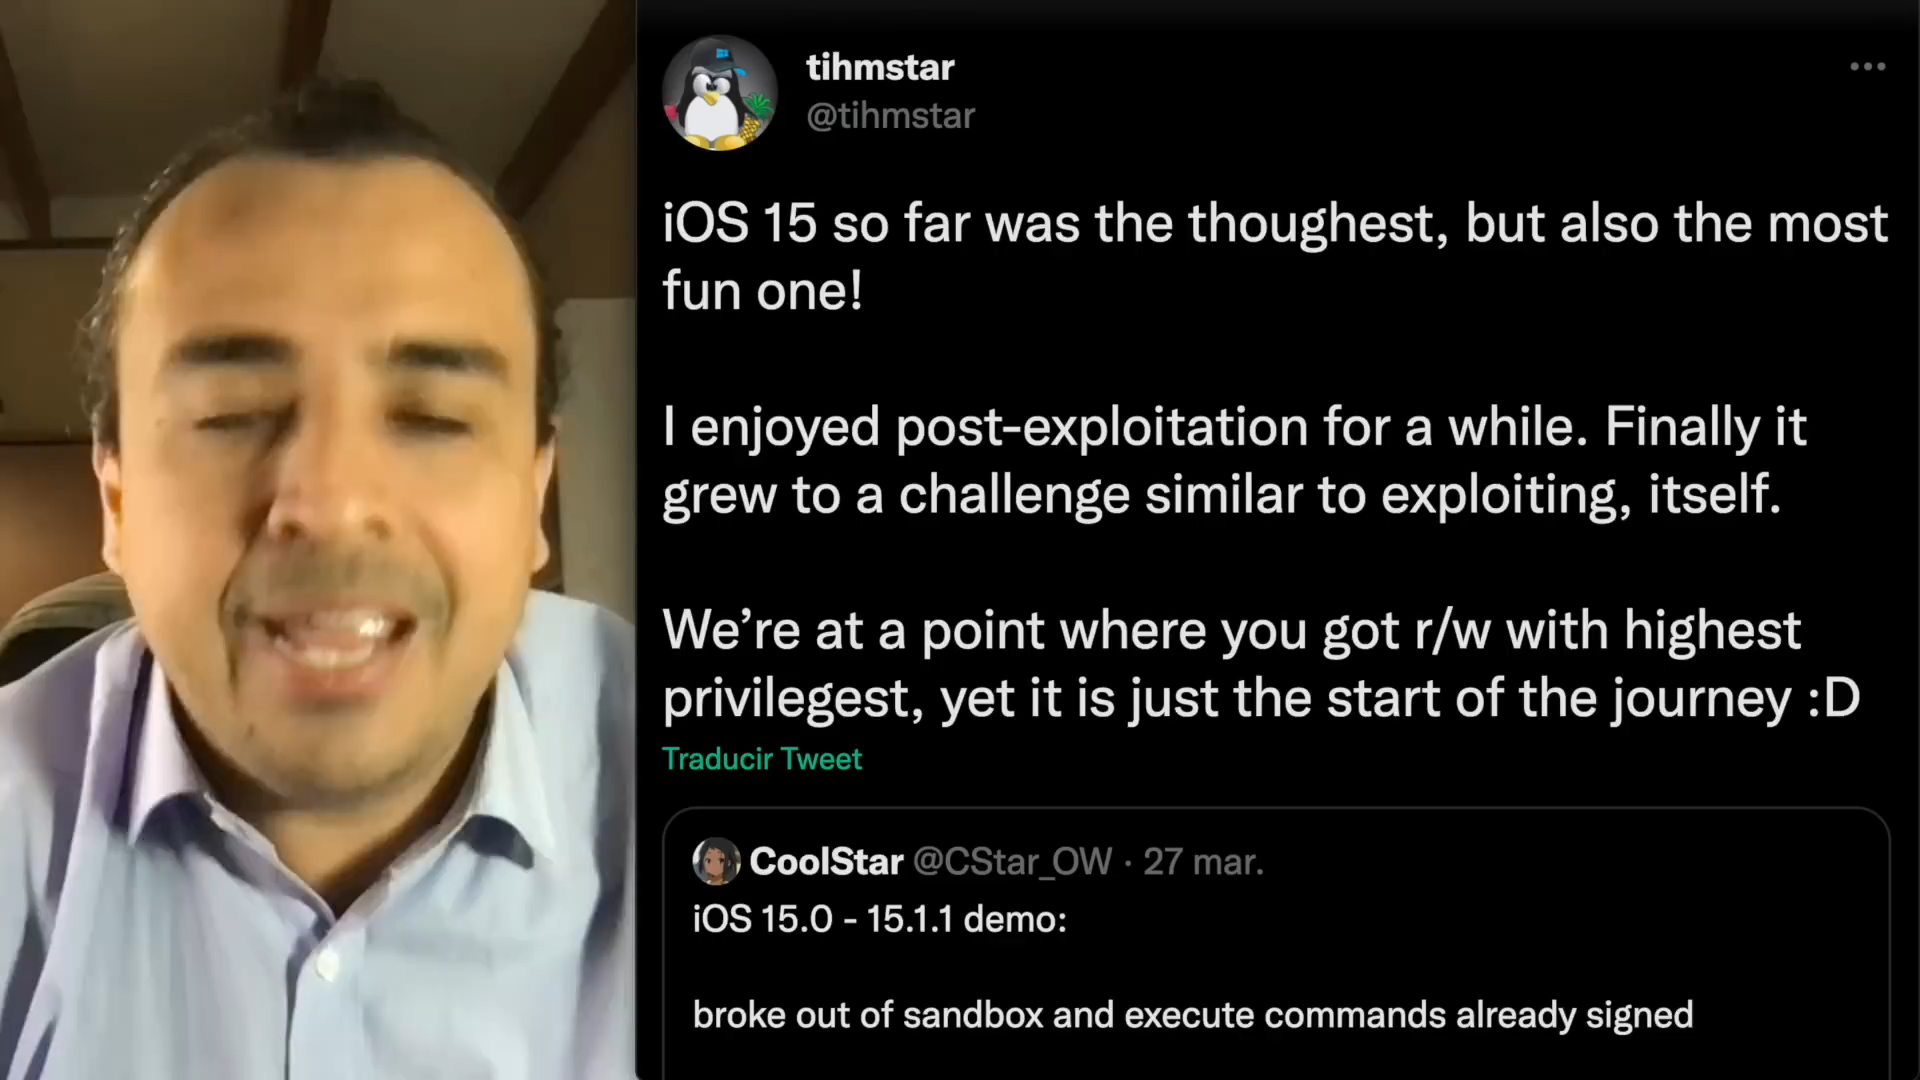 tihmstar
@tihmstar
iOS 15 so far was the thoughest, but also the most
fun one!
I enjoyed post-exploitation for a while. Finally it
grew to a challenge similar to exploiting, itself.
We’re at a point where you got r/w with highest
privilegest, yet it is just the start of the journey :D
Traducir Tweet
CoolStar @CStar_OW · 27 mar.
iOS 15.0 - 15.1.1 demo:
broke out of sandbox and execute commands already signed